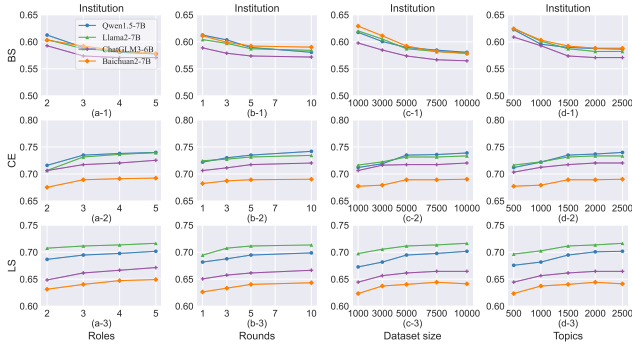 Institution Institution Institution Institution
BS 0.65 0.60 0.55
Qwen1.5-7B
Llama2-7B
ChatGLM3-6B
Baichuan2-7B
2 3 4 5 1 3 5 7 10 1000 3000 5000 7500 10000 500 1000 1500 2000 2500
(a-1) (b-1) (c-1) (d-1)
CE 0.80 0.75 0.70 0.65
2 3 4 5 1 3 5 7 10 1000 3000 5000 7500 10000 500 1000 1500 2000 2500
(a-2) (b-2) (c-2) (d-2)
LS 0.75 0.70 0.65 0.60
2 3 4 5 1 3 5 7 10 1000 3000 5000 7500 10000 500 1000 1500 2000 2500
(a-3) (b-3) (c-3) (d-3)
Roles Rounds Dataset size Topics